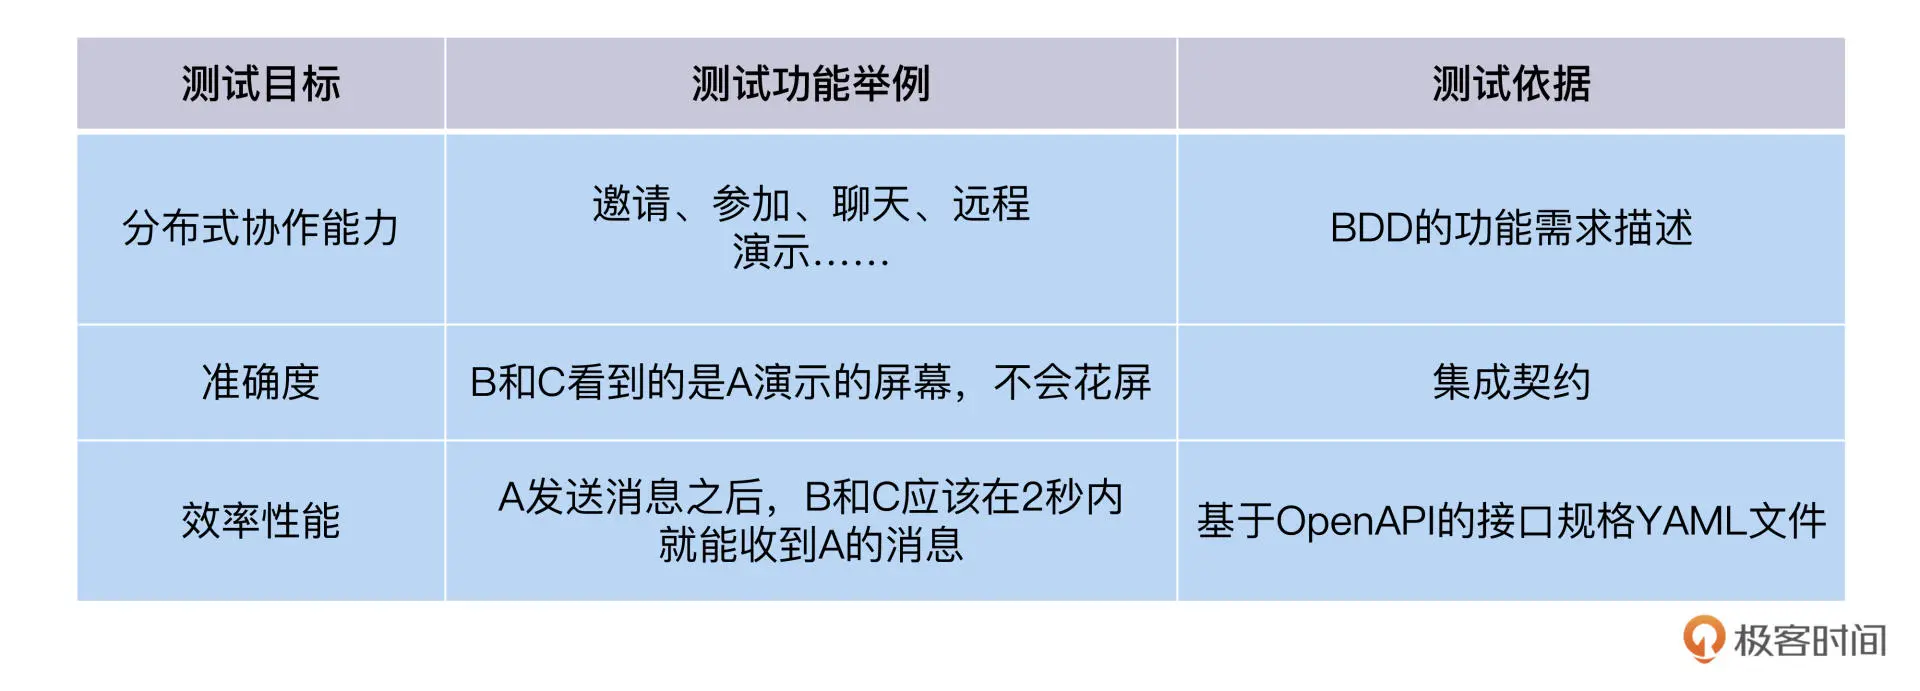 测试目标
测试功能举例
测试依据
分布式协作能力
邀请、参加、聊天、远程
演示……
BDD的功能需求描述
准确度
B和C看到的是A演示的屏幕，不会花屏
集成契约
效率性能
A发送消息之后，B和C应该在2秒内
就能收到A的消息
基于OpenAPI的接口规格YAML文件
极客时间